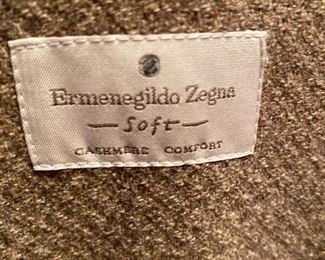 Ermenegildo Zegna
— Soft —
CASHMERE COMFORT